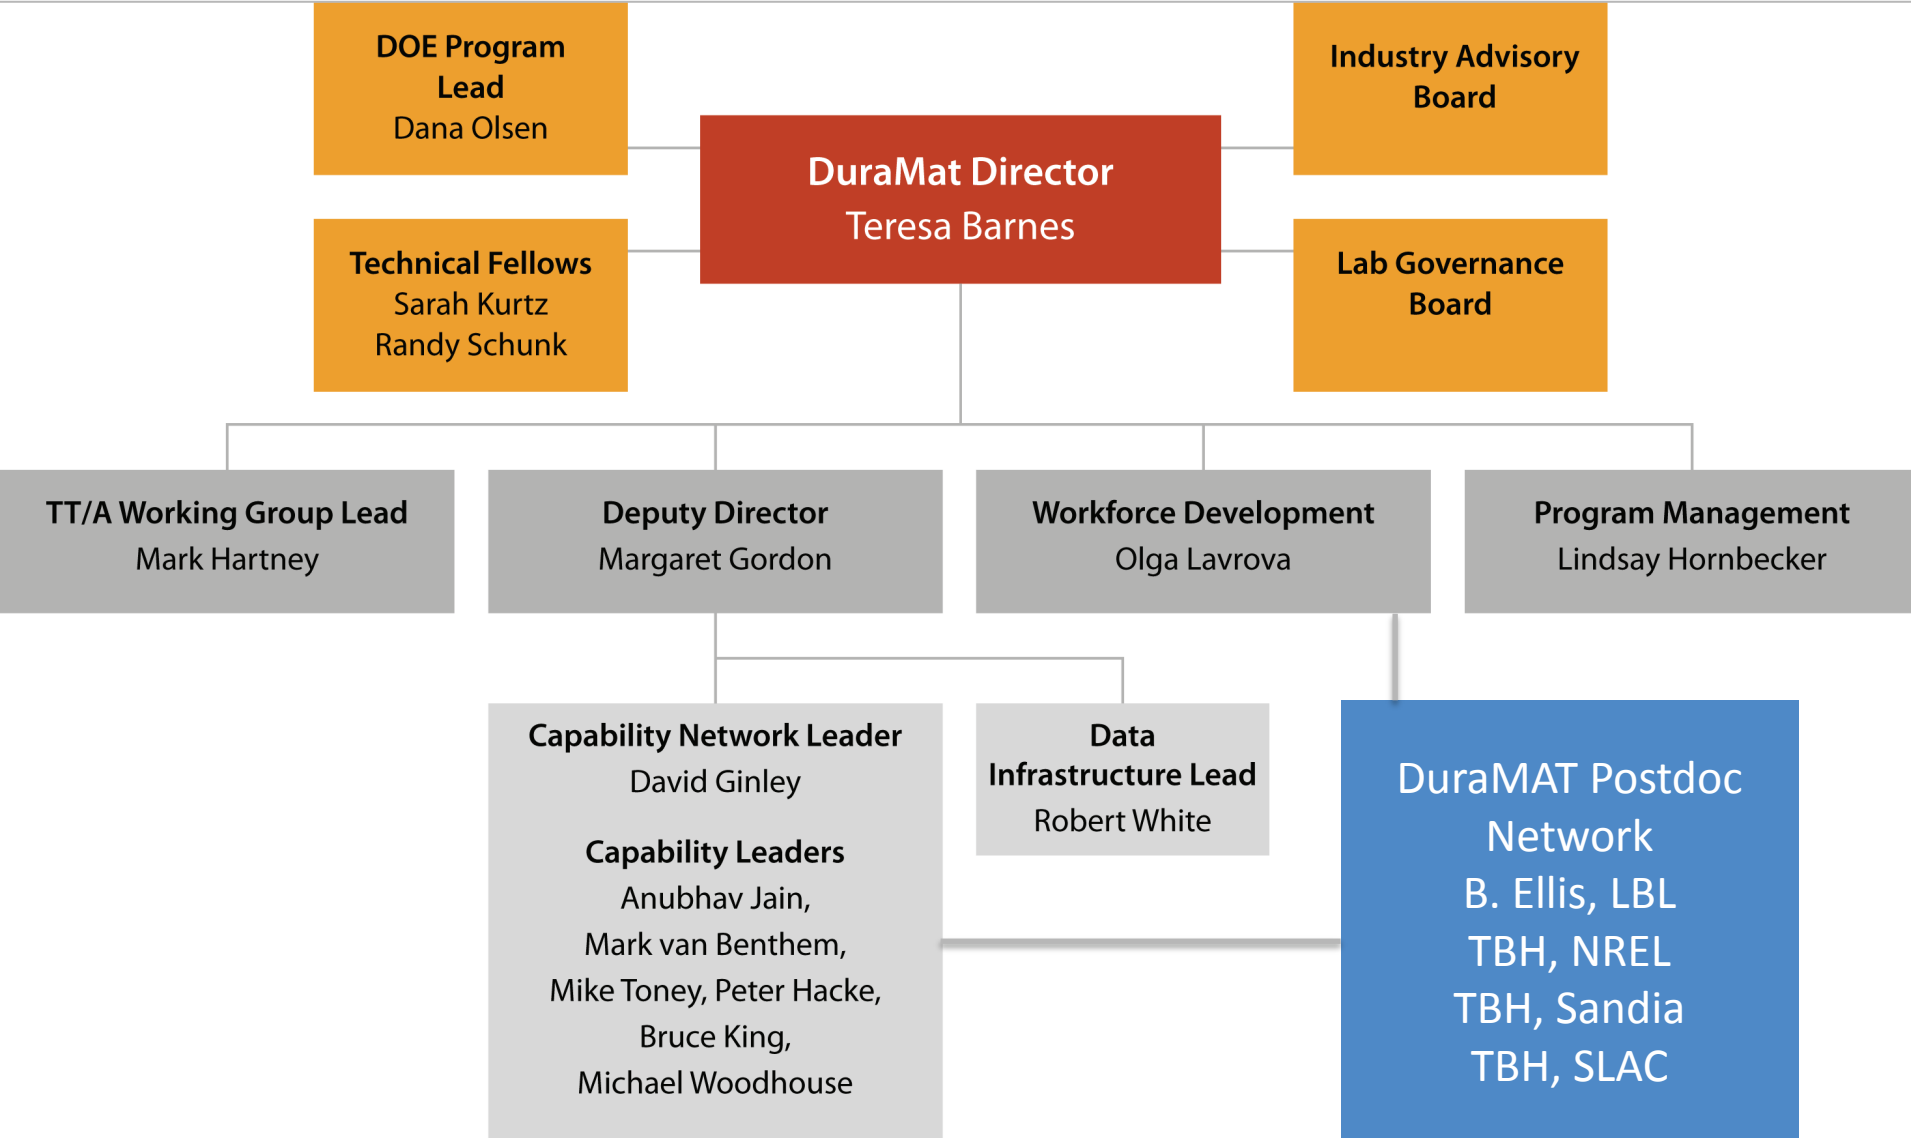 DOE Program
Lead
Dana Olsen
Industry Advisory
Board
DuraMat Director
Teresa Barnes
Technical Fellows
Sarah Kurtz
Randy Schunk
Lab Governance
Board
TT/A Working Group Lead
Mark Hartney
Deputy Director
Margaret Gordon
Workforce Development
Olga Lavrova
Program Management
Lindsay Hornbecker
Capability Network Leader
David Ginley
Capability Leaders
Anubhav Jain,
Mark van Benthem,
Mike Toney, Peter Hacke,
Bruce King,
Michael Woodhouse
Data
Infrastructure Lead
Robert White
DuraMAT Postdoc
Network
B. Ellis, LBL
TBH, NREL
TBH, Sandia
TBH, SLAC